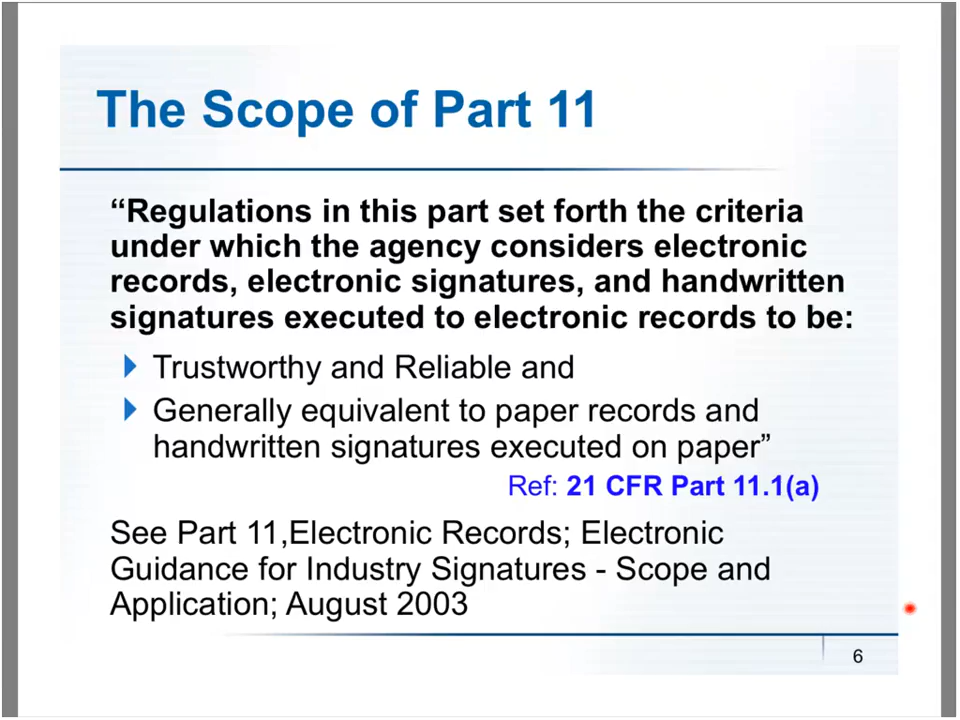 The Scope of Part 11
“Regulations in this part set forth the criteria
under which the agency considers electronic
records, electronic signatures, and handwritten
signatures executed to electronic records to be:
Trustworthy and Reliable and
Generally equivalent to paper records and
handwritten signatures executed on paper”
Ref: 21 CFR Part 11.1(a)
See Part 11,Electronic Records; Electronic
Guidance for Industry Signatures - Scope and
Application; August 2003
6